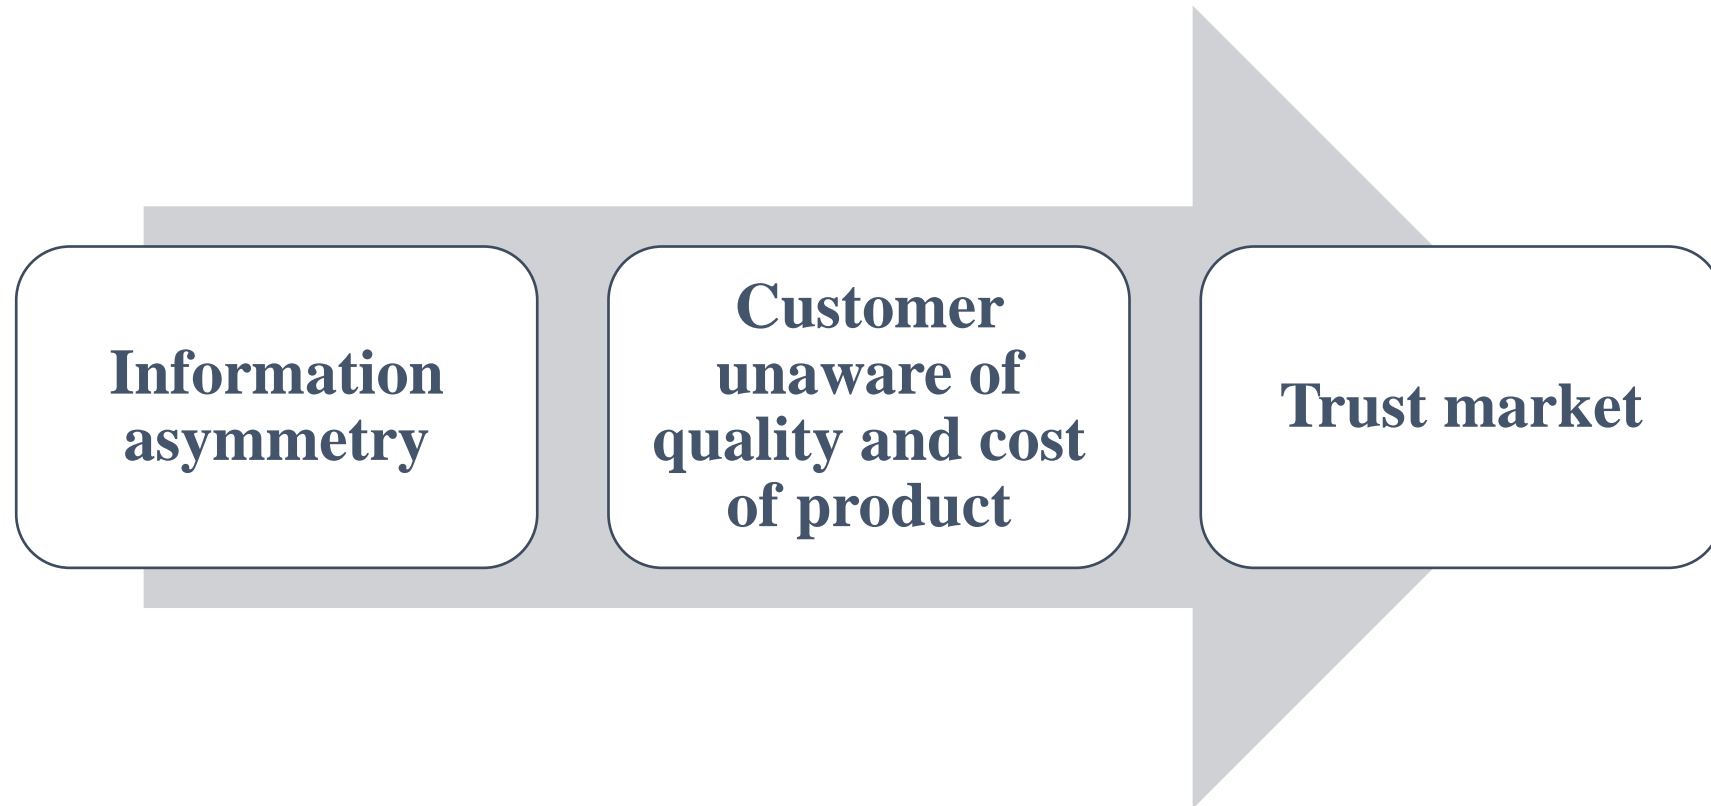 Information
asymmetry
Customer
unaware of
quality and cost
of product
Trust market